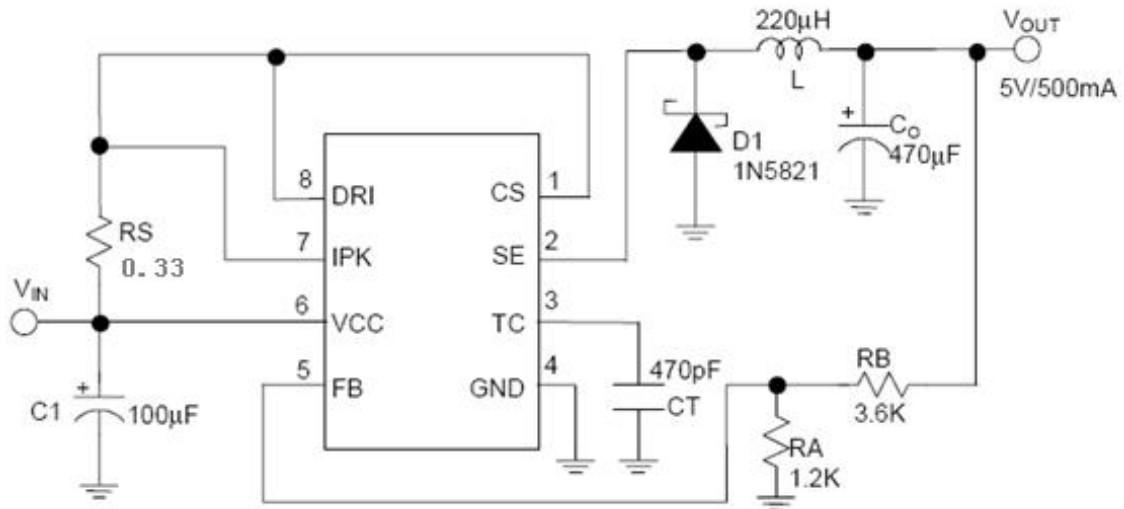 220μH
L
VOUT
5V/500mA
+
CO
470μF
D1
1N5821
8 DRI
CS 1
7 IPK
SE 2
6 VCC
TC 3
5 FB
GND 4
RS
0.33
VIN
+
C1
100μF
470pF
CT
RB
3.6K
RA
1.2K